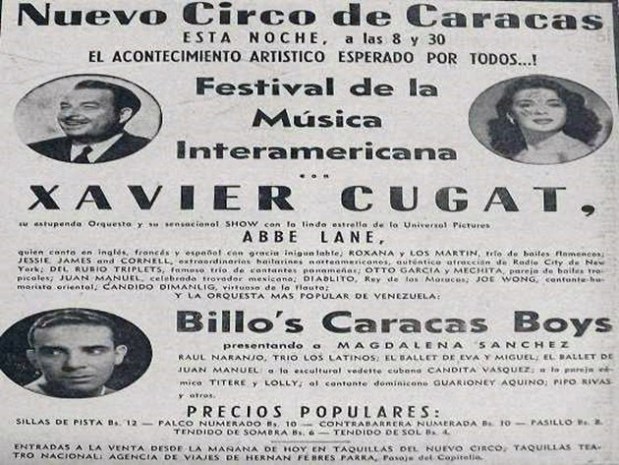 Nuevo Circo de Caracas
ESTA NOCHE, a las 8 y 30
EL ACONTECIMIENTO ARTISTICO ESPERADO POR TODOS...!
Festival de la
Música
Interamericana
con
XAVIER CUGAT,
su estupenda Orquesta y su sensacional SHOW con la linda estrella de la Universal Pictures
ABBE LANE,
quien canta en inglés, francés y español con gracia inigualable; ROXANA y LOS MARTIN, trío de bailes flamencos;
JESSIE, JAMES and CORNELL, extraordinarios bailarines norteamericanos, auténtica atracción de Radio City de New
York; DEL RUBIO TRIPLETS, famoso trío de cantantes panameñas; OTTO GARCIA y MECHITA, pareja de bailes tro-
picales; JUAN MANUEL, celebrado trovador mexicano; DIABLITO, Rey de las Maracas; JOE WONG, cantante-hu-
morista oriental; CANDIDO DIMANLIG, virtuoso de la flauta;
Y LA ORQUESTA MAS POPULAR DE VENEZUELA:
Billo's Caracas Boys
presentando a MAGDALENA SANCHEZ
RAUL NARANJO, TRIO LOS LATINOS; EL BALLET DE EVA Y MIGUEL; EL BALLET DE
JUAN MANUEL; a la escultural vedette cubana CANDITA VASQUEZ; a la pareja có-
mica TITERE y LOLLY; al cantante dominicano GUARIONEY AQUINO; PIPO RIVAS
y otros.
PRECIOS POPULARES:
SILLAS DE PISTA Bs. 12 — PALCO NUMERADO Bs. 10 — CONTRABARRERA NUMERADA Bs. 10 — PASILLO Bs. 8.
TENDIDO DE SOMBRA Bs. 6 — TENDIDO DE SOL Bs. 4.
ENTRADAS A LA VENTA DESDE LA MAÑANA DE HOY EN TAQUILLAS DEL NUEVO CIRCO; TAQUILLAS TEA-
TRO NACIONAL; AGENCIA DE VIAJES DE HERNAN FEBRES PARRA, Pasaje del Capitolio.